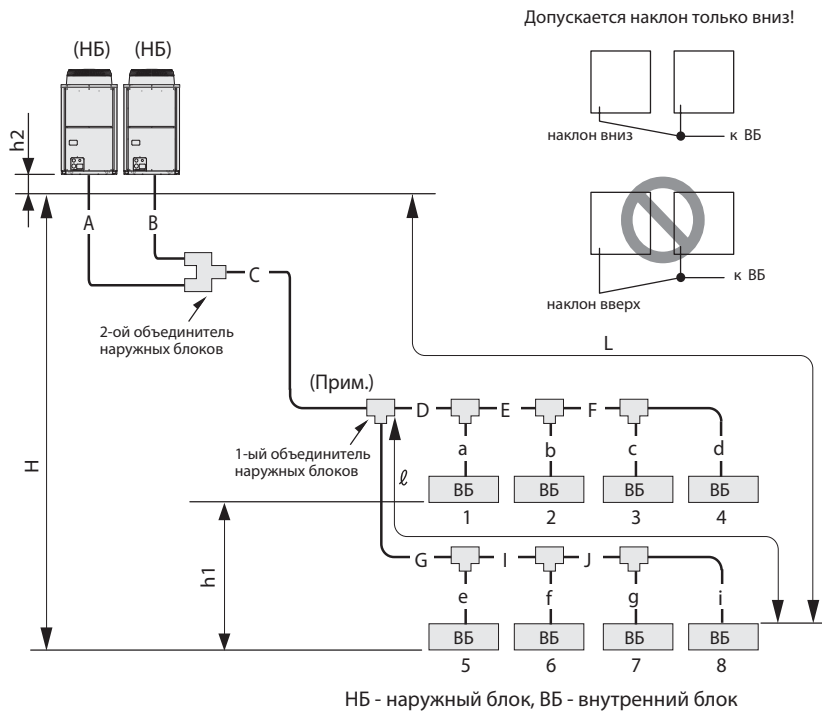 Допускается наклон только вниз!
(НБ) (НБ)
наклон вниз
к ВБ
h2
A
B
C
2-ой объединитель
наружных блоков
к ВБ
наклон вверх
L
(Прим.)
D E F
1-ый объединитель
наружных блоков
H
a b c d
ℓ
ВБ ВБ ВБ ВБ
1 2 3 4
h1
G I J
e f g i
ВБ ВБ ВБ ВБ
5 6 7 8
НБ - наружный блок, ВБ - внутренний блок